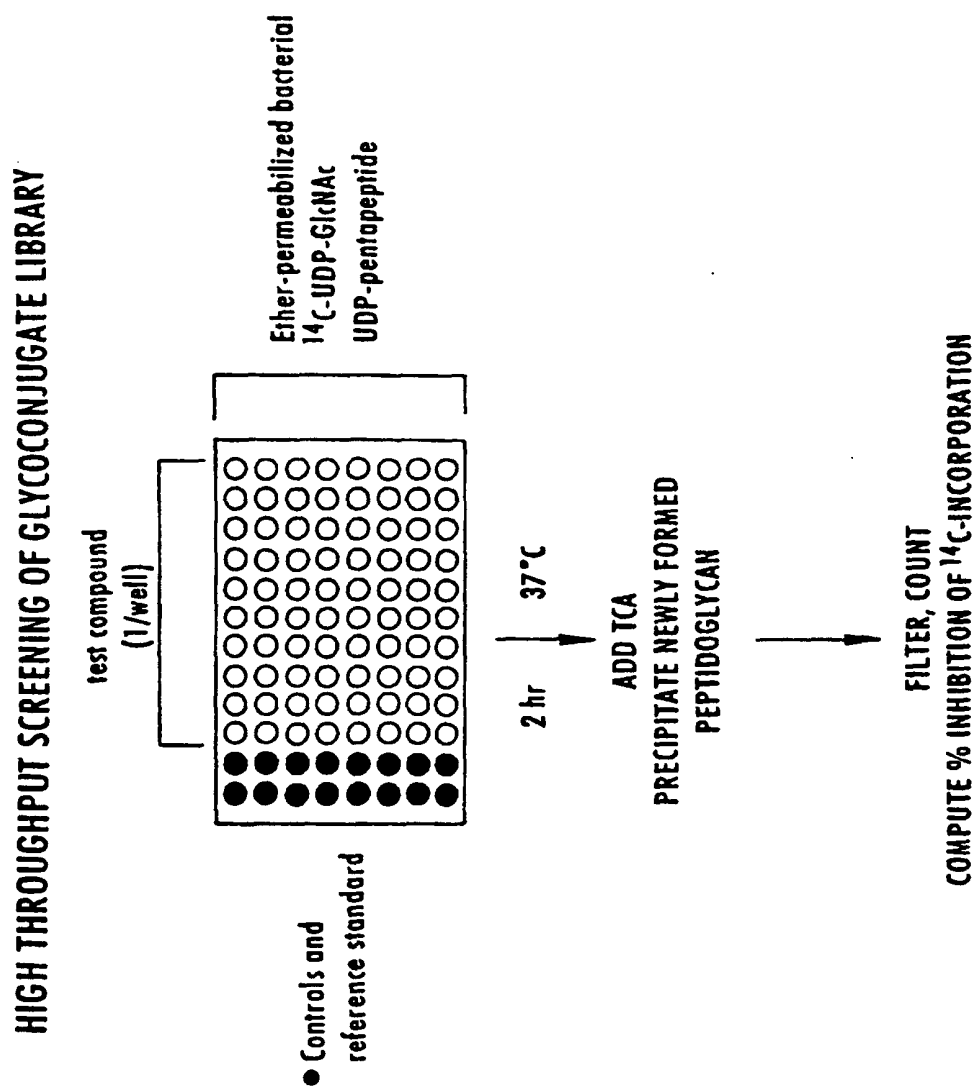 HIGH THROUGHPUT SCREENING OF GLYCOCONJUGATE LIBRARY
test compound
(1/well)
● Controls and
reference standard
Ether-permeabilized bacterial
¹⁴C-UDP-GlcNAc
UDP-pentapeptide
2 hr 37°C
ADD TCA
PRECIPITATE NEWLY FORMED
PEPTIDOGLYCAN
FILTER, COUNT
COMPUTE % INHIBITION OF ¹⁴C-INCORPORATION